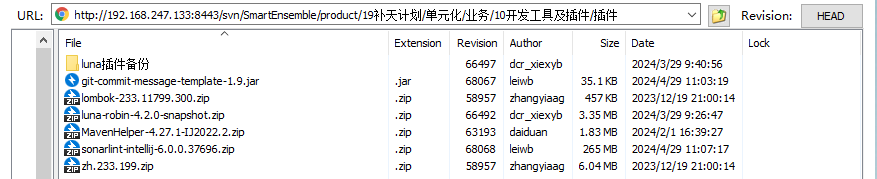 URL: http://192.168.247.133:8443/svn/SmartEnsemble/product/19补天计划/单元化/业务/10开发工具及插件/插件 Revision: HEAD
File Extension Revision Author Size Date Lock
luna插件备份 66497 dcr_xiexyb 2024/3/29 9:40:56
git-commit-message-template-1.9.jar .jar 68067 leiwb 35.1 KB 2024/4/29 11:03:19
ZIP lombok-233.11799.300.zip .zip 58957 zhangyiaag 457 KB 2023/12/19 21:00:14
ZIP luna-robin-4.2.0-snapshot.zip .zip 66492 dcr_xiexyb 3.35 MB 2024/3/29 9:26:47
ZIP MavenHelper-4.27.1-IJ2022.2.zip .zip 63193 daiduan 1.83 MB 2024/2/1 16:39:27
ZIP sonarlint-intellij-6.0.0.37696.zip .zip 68068 leiwb 265 MB 2024/4/29 11:07:17
ZIP zh.233.199.zip .zip 58957 zhangyiaag 6.04 MB 2023/12/19 21:00:14